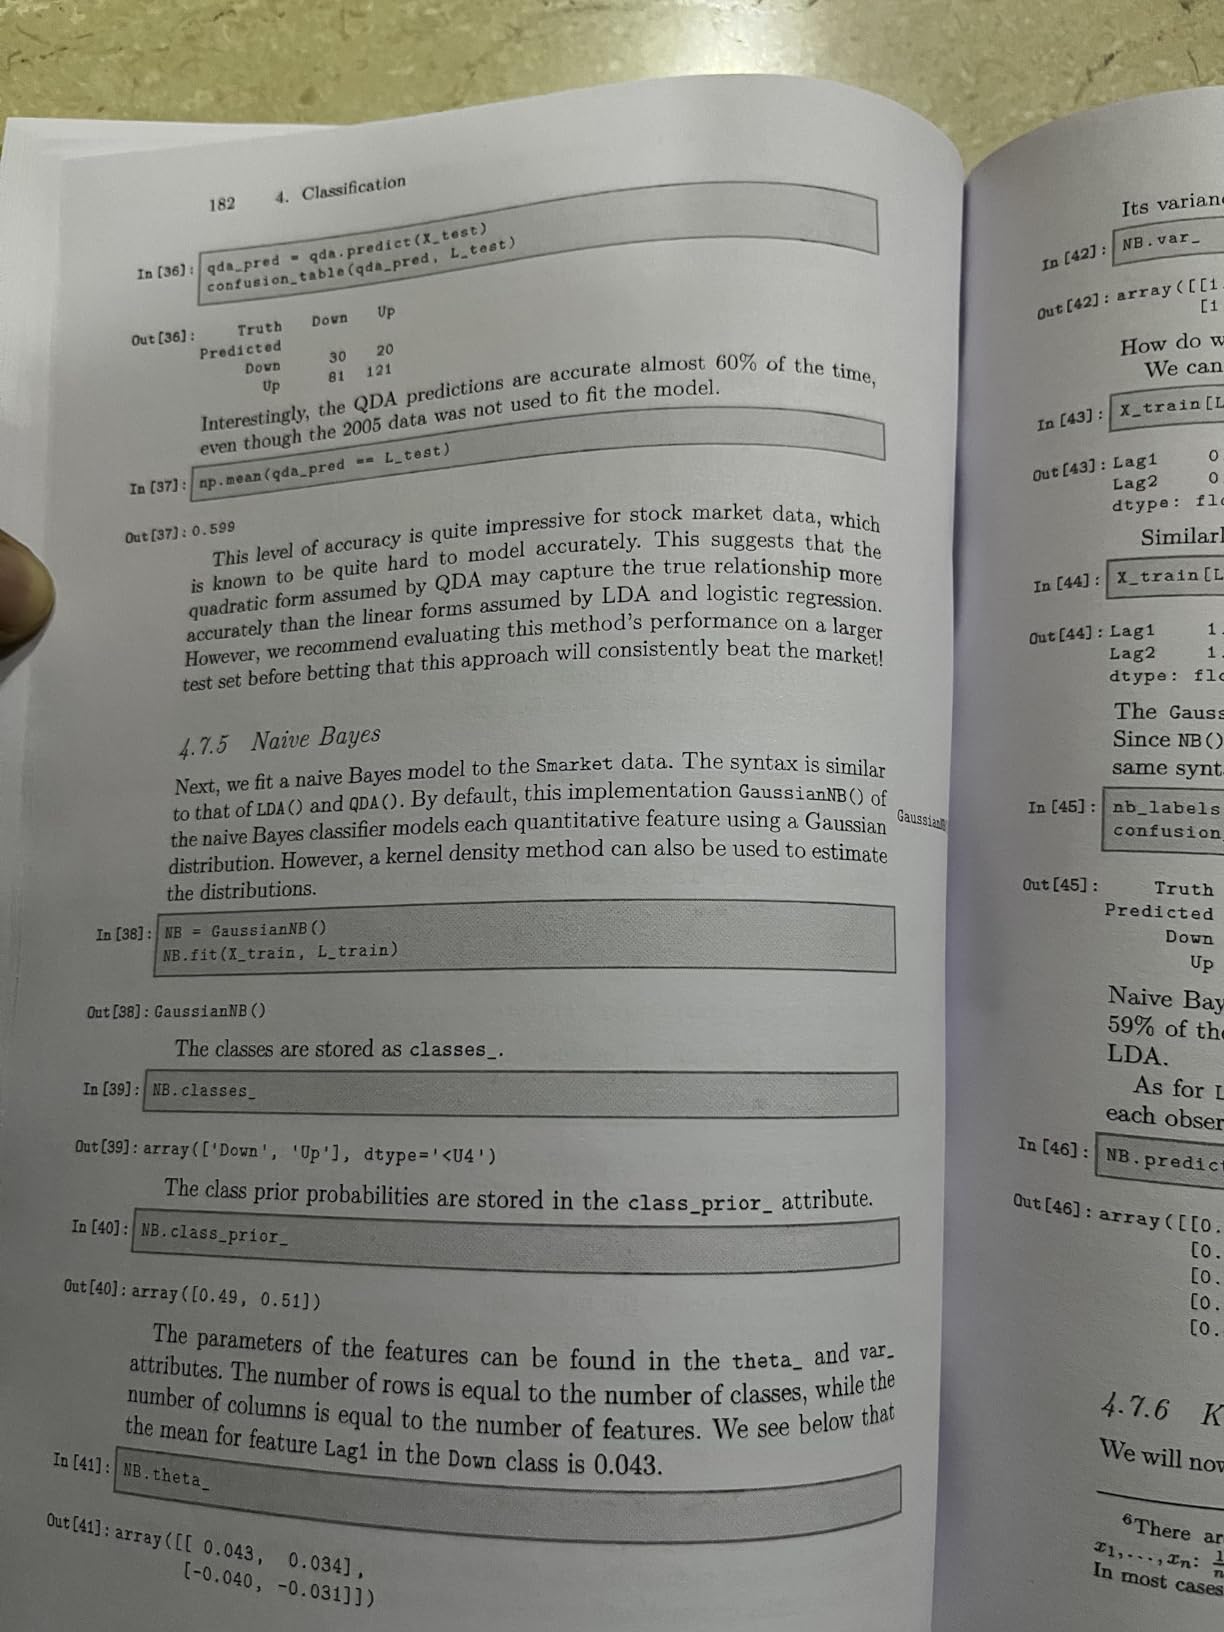 182 4. Classification
In [36]: qda_pred = qda.predict(X_test)
confusion_table(qda_pred, L_test)
Out[36]: Truth Down Up
Predicted
Down 30 20
Up 81 121
Interestingly, the QDA predictions are accurate almost 60% of the time,
even though the 2005 data was not used to fit the model.
In [37]: np.mean(qda_pred == L_test)
Out[37]: 0.599
This level of accuracy is quite impressive for stock market data, which
is known to be quite hard to model accurately. This suggests that the
quadratic form assumed by QDA may capture the true relationship more
accurately than the linear forms assumed by LDA and logistic regression.
However, we recommend evaluating this method's performance on a larger
test set before betting that this approach will consistently beat the market!
4.7.5 Naive Bayes
Next, we fit a naive Bayes model to the Smarket data. The syntax is similar
to that of LDA() and QDA(). By default, this implementation GaussianNB() of
the naive Bayes classifier models each quantitative feature using a Gaussian
distribution. However, a kernel density method can also be used to estimate
the distributions.
In [38]: NB = GaussianNB()
NB.fit(X_train, L_train)
Out[38]: GaussianNB()
The classes are stored as classes_.
In [39]: NB.classes_
Out[39]: array(['Down', 'Up'], dtype='<U4')
The class prior probabilities are stored in the class_prior_ attribute.
In [40]: NB.class_prior_
Out[40]: array([0.49, 0.51])
The parameters of the features can be found in the theta_ and var_
attributes. The number of rows is equal to the number of classes, while the
number of columns is equal to the number of features. We see below that
the mean for feature Lag1 in the Down class is 0.043.
In [41]: NB.theta_
Out[41]: array([[ 0.043, 0.034],
[-0.040, -0.031]])
Its
In [42]: NB.var_
Out[42]: array([[1.
[1
How do
We can
In [43]: X_train[L
Out[43]: Lag1 0
Lag2 0
dtype:
In [44]: X_train[L
Out[44]: Lag1 1.
Lag2 1.
dtype:
The
Since NB()
same
In [45]: nb_labels
confusion
Out[45]: Truth
Predicted
Down
Up
Naive
59% of
LDA.
As for
each
In [46]: NB.predic
Out[46]: array([[0.
[0.
[0.
[0.
[0.
4.7.6 K
We will
6There
x1,...,xn: 1
In most cases